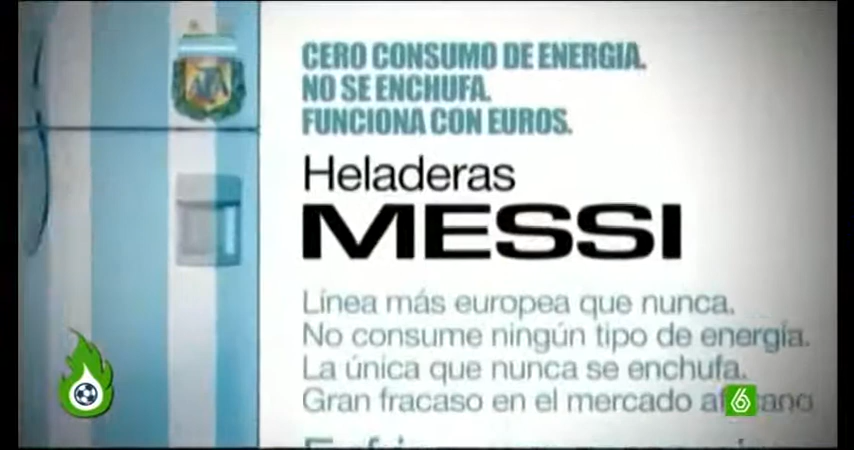 AFA
CERO CONSUMO DE ENERGIA.
NO SE ENCHUFA.
FUNCIONA CON EUROS.
Heladeras
MESSI
Línea más europea que nunca.
No consume ningún tipo de energía.
La única que nunca se enchufa.
Gran fracaso en el mercado
6